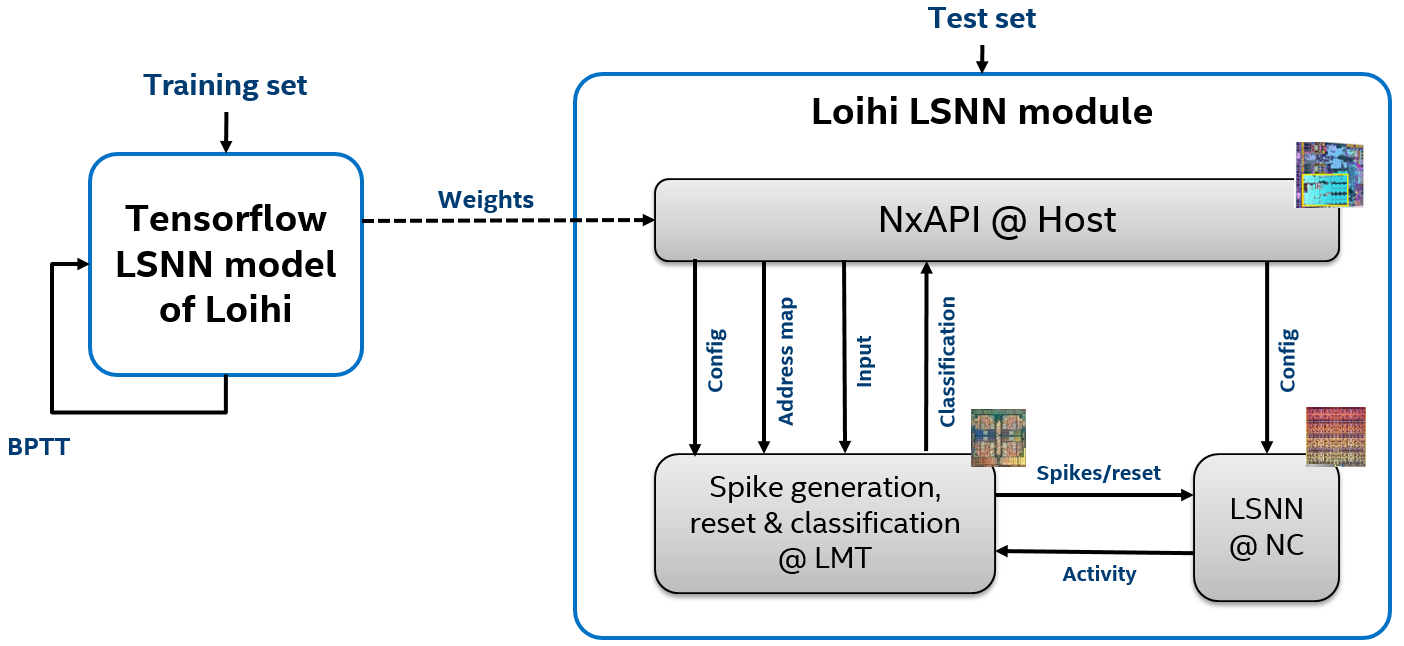 Test set
Training set
Loihi LSNN module
Tensorflow
LSNN model
of Loihi
Weights
NxAPI @ Host
Config
Address map
Input
Classification
Config
BPTT
Spike generation,
reset & classification
@ LMT
Spikes/reset
Activity
LSNN
@ NC